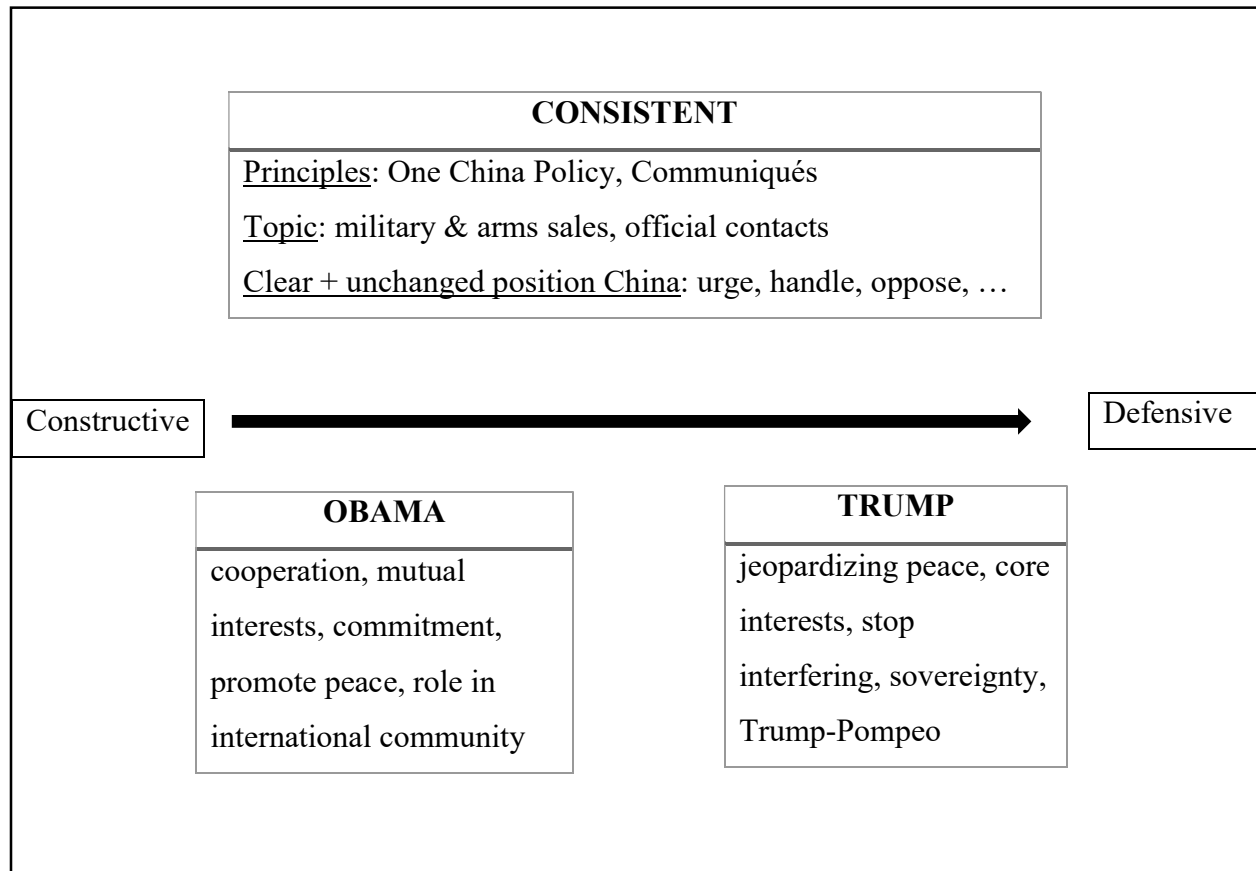 CONSISTENT
Principles: One China Policy, Communiqués
Topic: military & arms sales, official contacts
Clear + unchanged position China: urge, handle, oppose, …
Constructive
Defensive
OBAMA
cooperation, mutual
interests, commitment,
promote peace, role in
international community
TRUMP
jeopardizing peace, core
interests, stop
interfering, sovereignty,
Trump-Pompeo